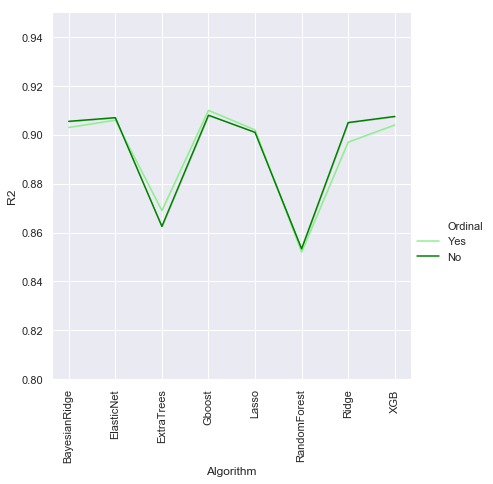 0.94
0.92
0.90
0.88
0.86
0.84
0.82
0.80
R2
BayesianRidge
ElasticNet
ExtraTrees
Gboost
Lasso
RandomForest
Ridge
XGB
Algorithm
Ordinal
Yes
No